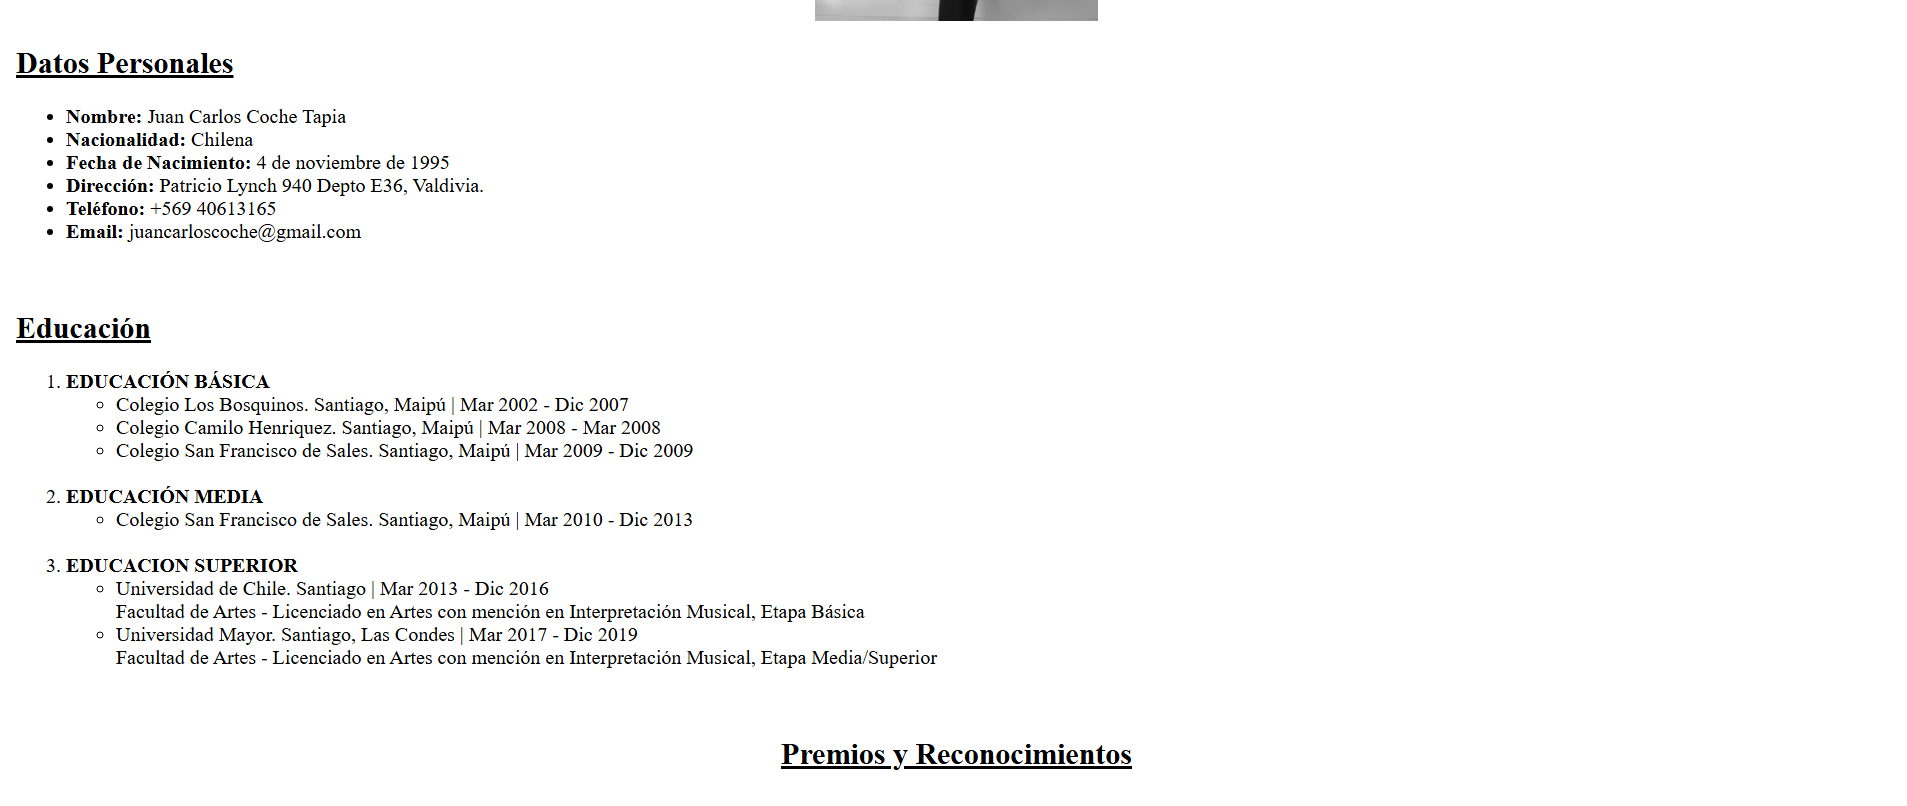 Datos Personales
Nombre: Juan Carlos Coche Tapia
Nacionalidad: Chilena
Fecha de Nacimiento: 4 de noviembre de 1995
Dirección: Patricio Lynch 940 Depto E36, Valdivia.
Teléfono: +569 40613165
Email: juancarloscoche@gmail.com
Educación
1. EDUCACIÓN BÁSICA
Colegio Los Bosquinos. Santiago, Maipú | Mar 2002 - Dic 2007
Colegio Camilo Henriquez. Santiago, Maipú | Mar 2008 - Mar 2008
Colegio San Francisco de Sales. Santiago, Maipú | Mar 2009 - Dic 2009
2. EDUCACIÓN MEDIA
Colegio San Francisco de Sales. Santiago, Maipú | Mar 2010 - Dic 2013
3. EDUCACION SUPERIOR
Universidad de Chile. Santiago | Mar 2013 - Dic 2016
Facultad de Artes - Licenciado en Artes con mención en Interpretación Musical, Etapa Básica
Universidad Mayor. Santiago, Las Condes | Mar 2017 - Dic 2019
Facultad de Artes - Licenciado en Artes con mención en Interpretación Musical, Etapa Media/Superior
Premios y Reconocimientos